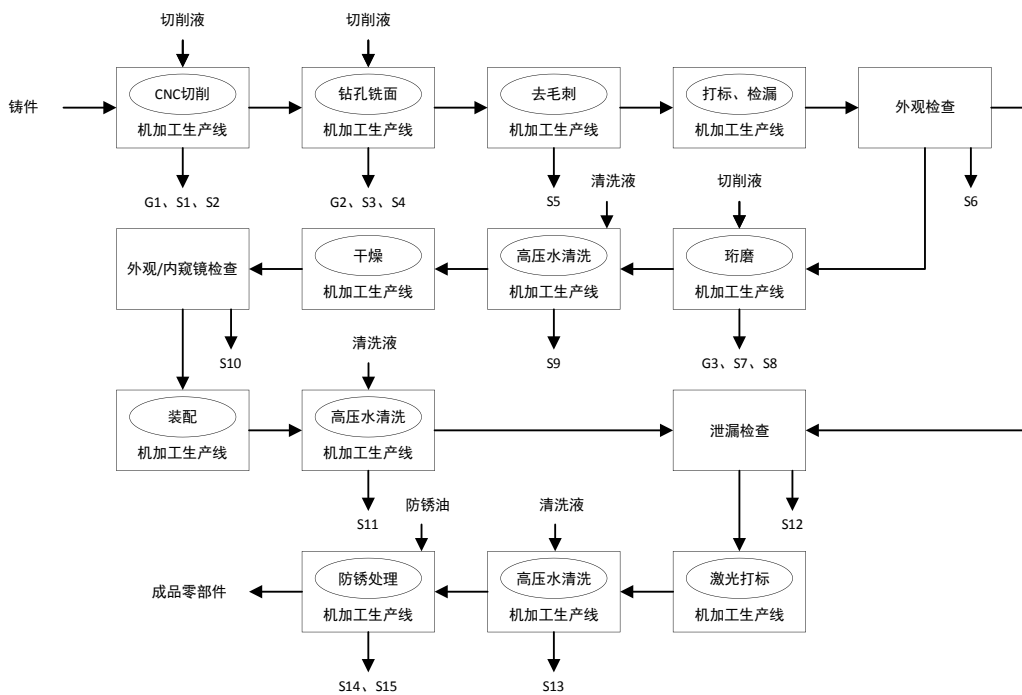 切削液
切削液
铸件
CNC切削
机加工生产线
钻孔铣面
机加工生产线
去毛刺
机加工生产线
打标、检漏
机加工生产线
外观检查
G1、S1、S2
G2、S3、S4
S5
S6
清洗液
切削液
外观/内窥镜检查
干燥
机加工生产线
高压水清洗
机加工生产线
珩磨
机加工生产线
S10
S9
G3、S7、S8
清洗液
装配
机加工生产线
高压水清洗
机加工生产线
泄漏检查
S11
S12
防锈油
清洗液
成品零部件
防锈处理
机加工生产线
高压水清洗
机加工生产线
激光打标
机加工生产线
S14、S15
S13